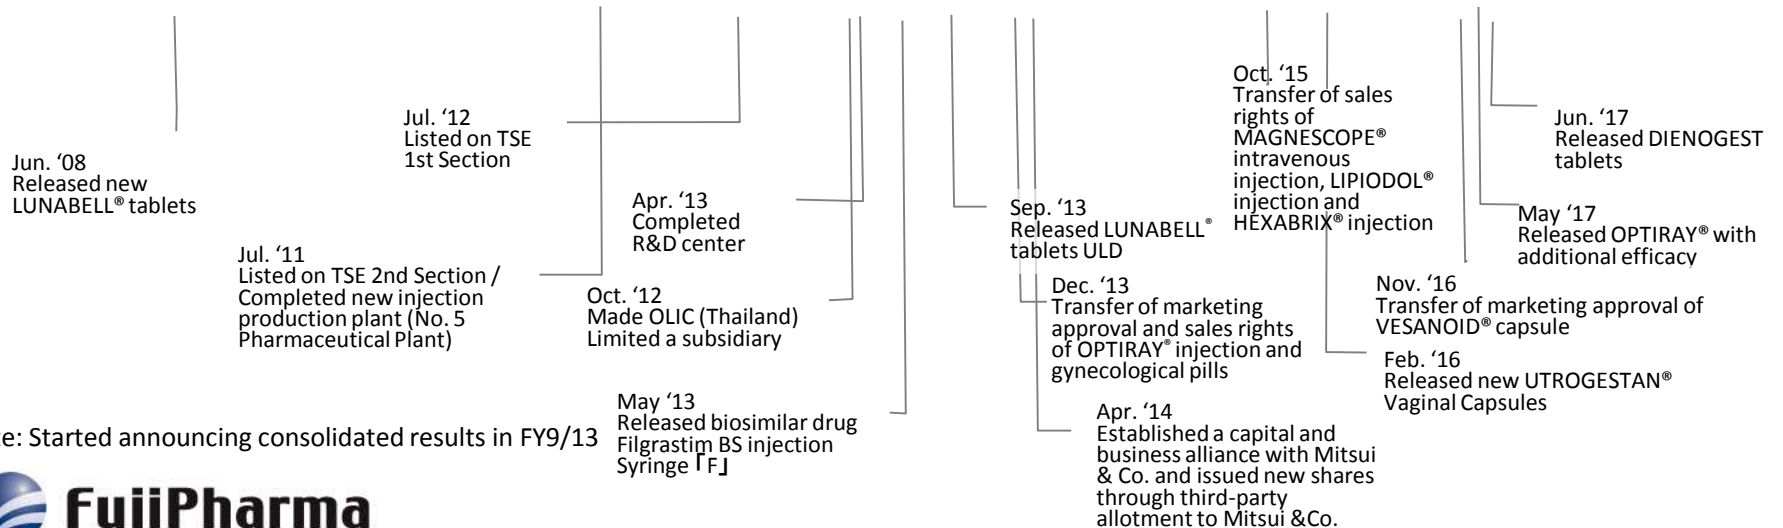 Jun. ‘08
Released new
LUNABELL® tablets
Jul. ‘11
Listed on TSE 2nd Section /
Completed new injection
production plant (No. 5
Pharmaceutical Plant)
Jul. ‘12
Listed on TSE
1st Section
Oct. ‘12
Made OLIC (Thailand)
Limited a subsidiary
Apr. ‘13
Completed
R&D center
May ‘13
Released biosimilar drug
Filgrastim BS injection
Syringe「F」
Sep. ‘13
Released LUNABELL®
tablets ULD
Dec. ‘13
Transfer of marketing
approval and sales rights
of OPTIRAY® injection and
gynecological pills
Apr. ‘14
Established a capital and
business alliance with Mitsui
& Co. and issued new shares
through third-party
allotment to Mitsui &Co.
Oct. ‘15
Transfer of sales
rights of
MAGNESCOPE®
intravenous
injection, LIPIODOL®
injection and
HEXABRIX® injection
Feb. ‘16
Released new UTROGESTAN®
Vaginal Capsules
Nov. ‘16
Transfer of marketing approval of
VESANOID® capsule
May ‘17
Released OPTIRAY® with
additional efficacy
Jun. ‘17
Released DIENOGEST
tablets
: Started announcing consolidated results in FY9/13
FujiPharma